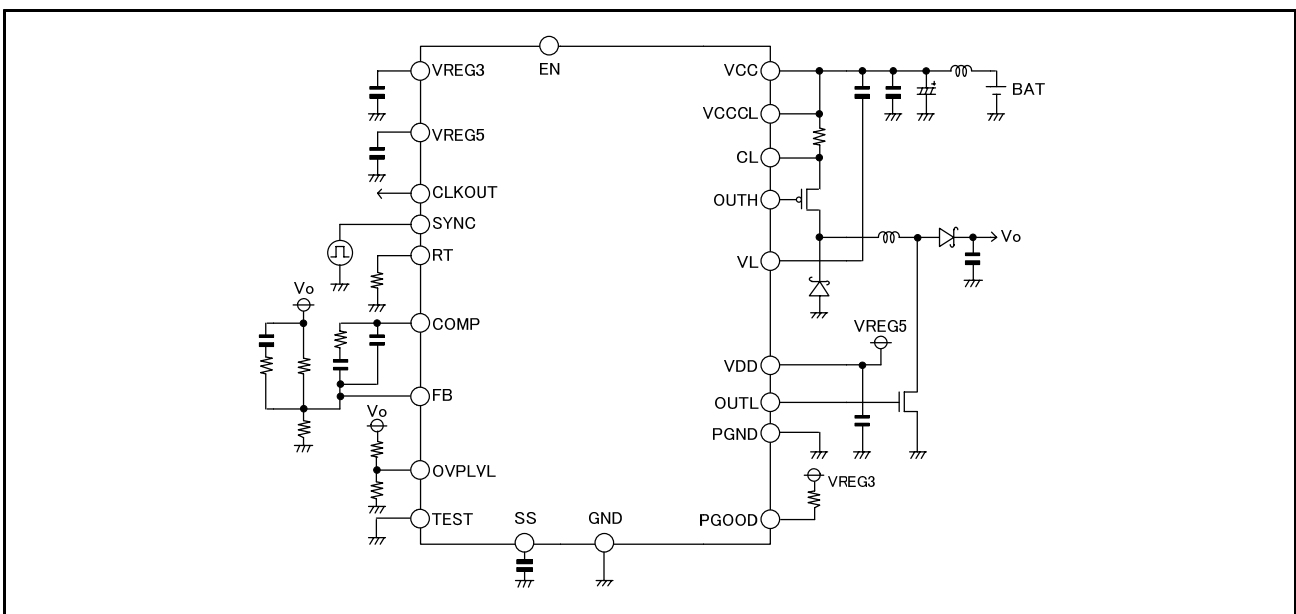 EN
VREG3
VREG5
CLKOUT
SYNC
RT
Vo
COMP
FB
Vo
OVPLVL
TEST
SS
GND
VCC
+
BAT
VCCCL
CL
OUTH
Vo
VL
VREG5
VDD
OUTL
PGND
VREG3
PGOOD